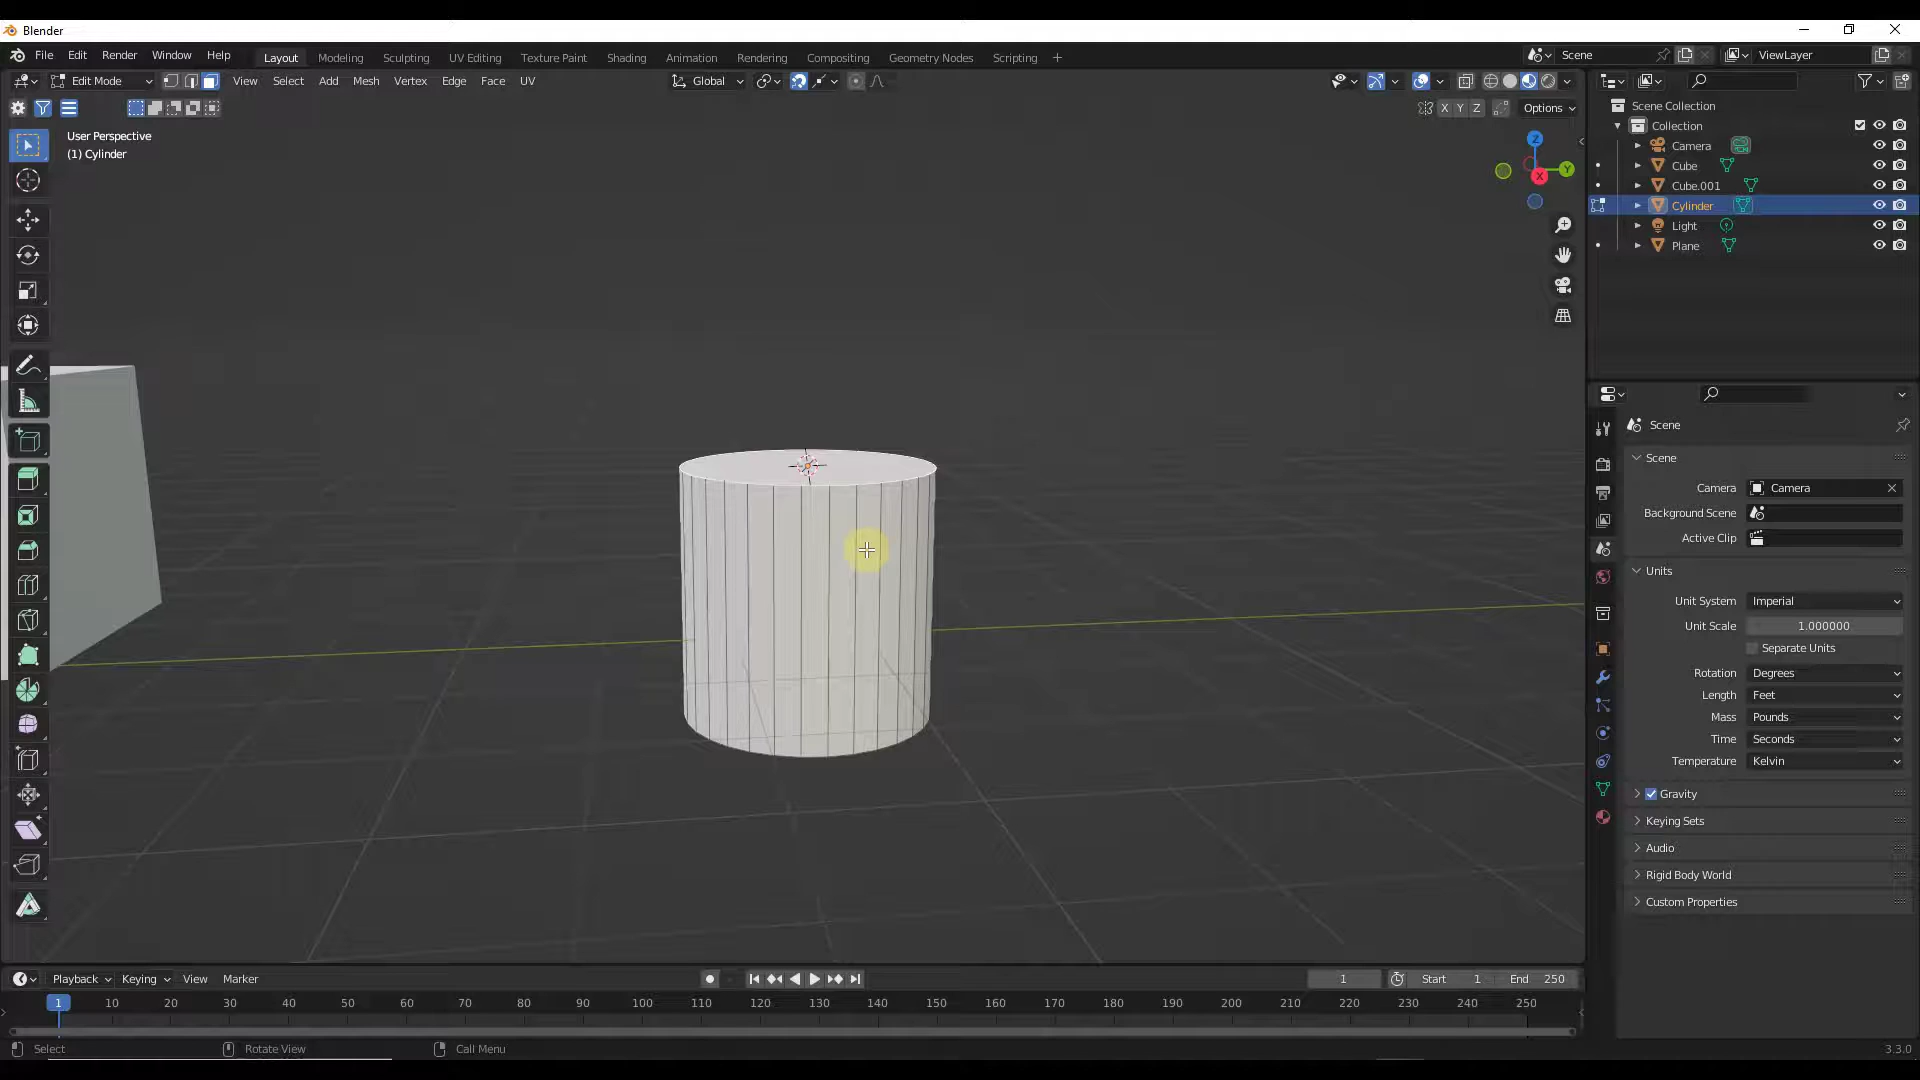 Blender
File Edit Render Window Help Layout Modeling Sculpting UV Editing Texture Paint Shading Animation Rendering Compositing Geometry Nodes Scripting + Scene ViewLayer
Edit Mode View Select Add Mesh Vertex Edge Face UV Global
X Y Z Options
User Perspective
(1) Cylinder
Z
Y
X
Scene Collection
Collection
Camera
Cube
Cube.001
Cylinder
Light
Plane
Scene
Scene
Camera Camera
Background Scene
Active Clip
Units
Unit System Imperial
Unit Scale 1.000000
Separate Units
Rotation Degrees
Length Feet
Mass Pounds
Time Seconds
Temperature Kelvin
Gravity
Keying Sets
Audio
Rigid Body World
Custom Properties
Playback Keying View Marker 1 Start 1 End 250
1 10 20 30 40 50 60 70 80 90 100 110 120 130 140 150 160 170 180 190 200 210 220 230 240 250
Select Rotate View Call Menu 3.3.0